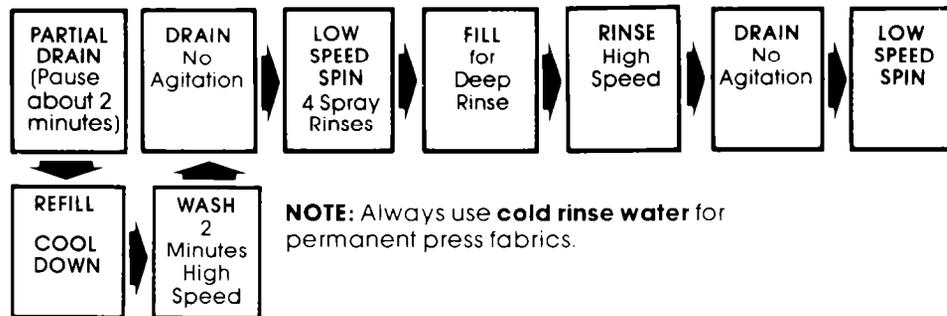 PARTIAL
DRAIN
(Pause
about 2
minutes)
REFILL
COOL
DOWN
WASH
2
Minutes
High
Speed
DRAIN
No
Agitation
LOW
SPEED
SPIN
4 Spray
Rinses
FILL
for
Deep
Rinse
RINSE
High
Speed
DRAIN
No
Agitation
LOW
SPEED
SPIN
NOTE: Always use cold rinse water for
permanent press fabrics.